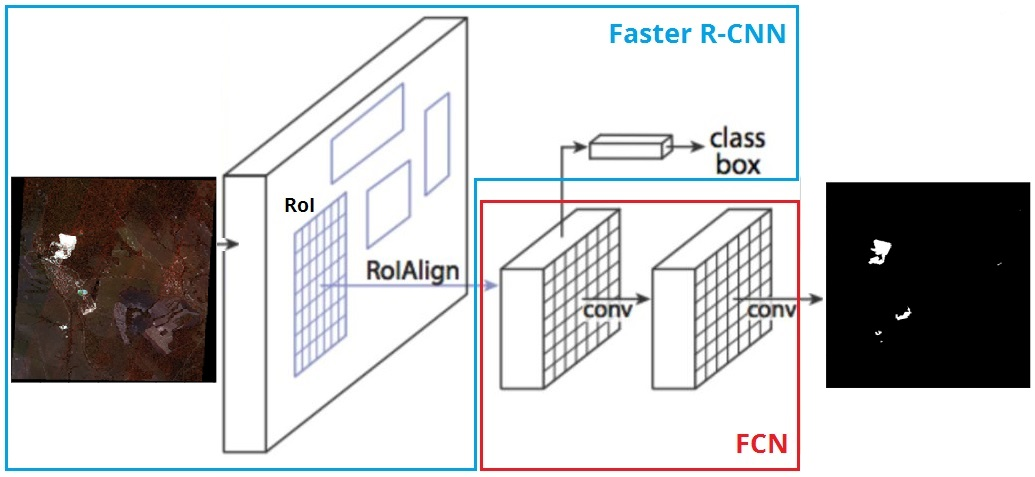 Faster R-CNN
class
box
RoI
RoIAlign
conv
conv
FCN